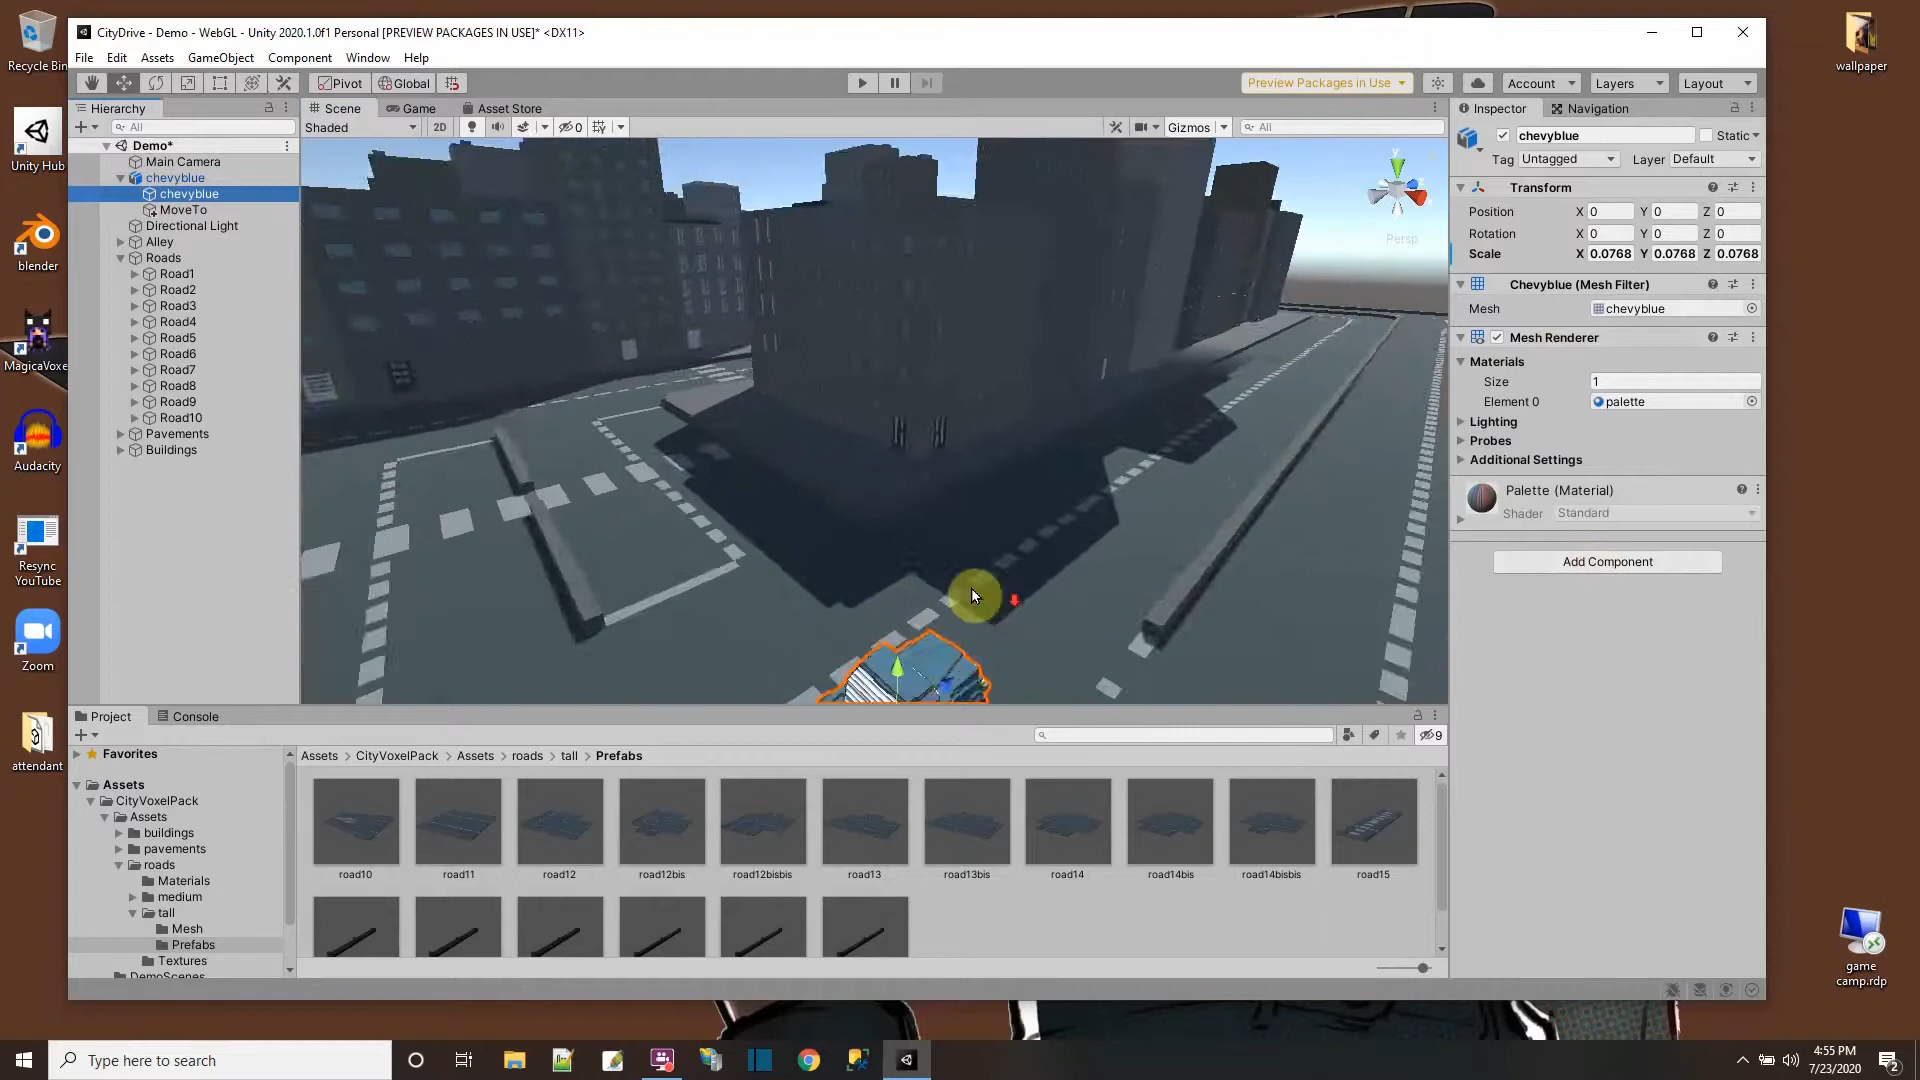 Recycle Bin
Unity Hub
blender
MagicaVoxe
Audacity
Resync
YouTube
Zoom
attendant
wallpaper
game
camp.rdp
CityDrive - Demo - WebGL - Unity 2020.1.0f1 Personal [PREVIEW PACKAGES IN USE]* <DX11>
File Edit Assets GameObject Component Window Help
Pivot Global Preview Packages in Use Account Layers Layout
Hierarchy
All
Demo*
Main Camera
chevyblue
chevyblue
MoveTo
Directional Light
Alley
Roads
Road1
Road2
Road3
Road4
Road5
Road6
Road7
Road8
Road9
Road10
Pavements
Buildings
Scene Game Asset Store
Shaded 2D 0 Gizmos All
y
Persp
Inspector Navigation
chevyblue Static
Tag Untagged Layer Default
Transform
Position X 0 Y 0 Z 0
Rotation X 0 Y 0 Z 0
Scale X 0.0768 Y 0.0768 Z 0.0768
Chevyblue (Mesh Filter)
Mesh chevyblue
Mesh Renderer
Materials
Size 1
Element 0 palette
Lighting
Probes
Additional Settings
Palette (Material)
Shader Standard
Add Component
Project Console
9
Favorites
Assets
CityVoxelPack
Assets
buildings
pavements
roads
Materials
medium
tall
Mesh
Prefabs
Textures
DemoScenes
Assets > CityVoxelPack > Assets > roads > tall > Prefabs
road10 road11 road12 road12bis road12bisbis road13 road13bis road14 road14bis road14bisbis road15
Type here to search
4:55 PM
7/23/2020
2